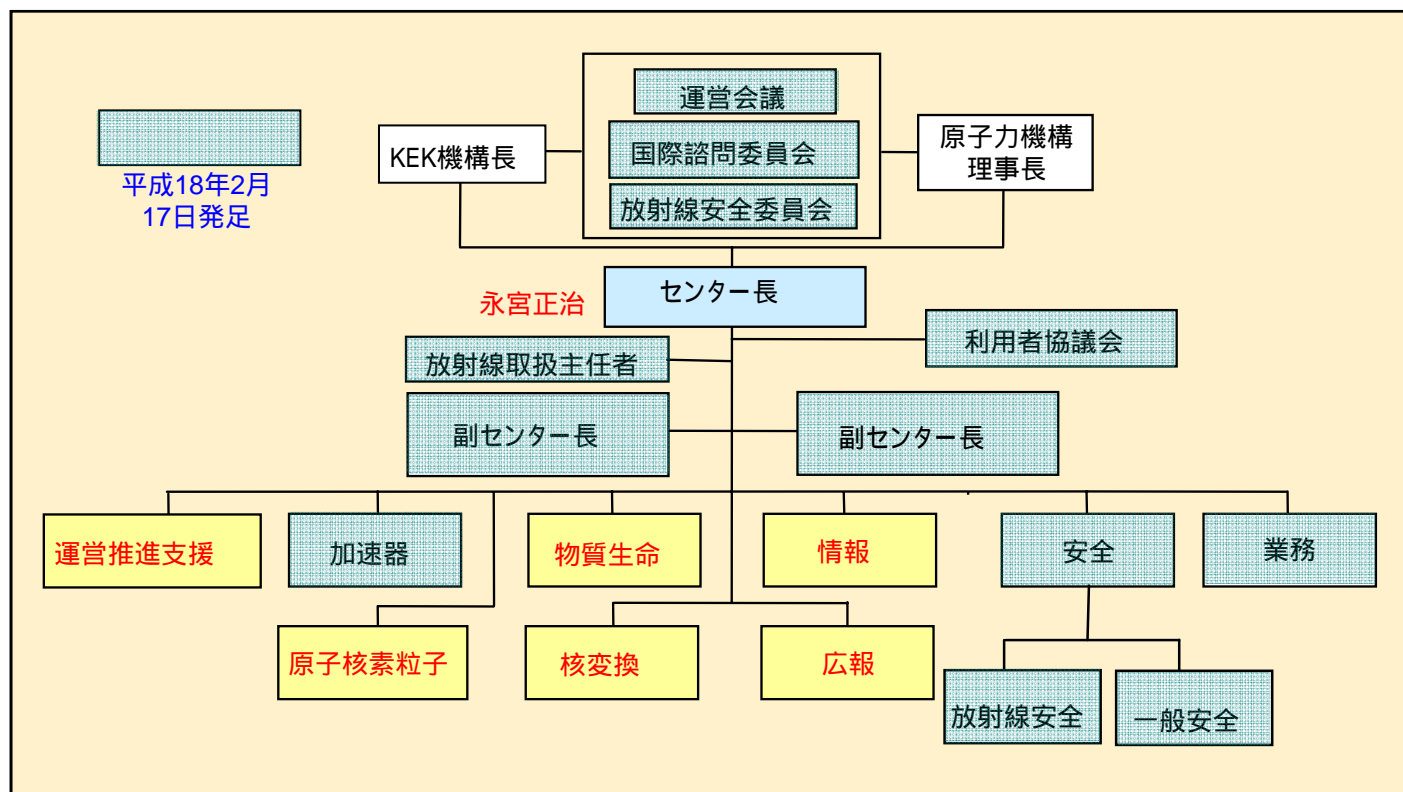 運営会議
KEK機構長
国際諮問委員会
原子力機構
理事長
放射線安全委員会
平成18年2月
17日発足
永宮正治
センター長
利用者協議会
放射線取扱主任者
副センター長
副センター長
運営推進支援
加速器
物質生命
情報
安全
業務
原子核素粒子
核変換
広報
放射線安全
一般安全